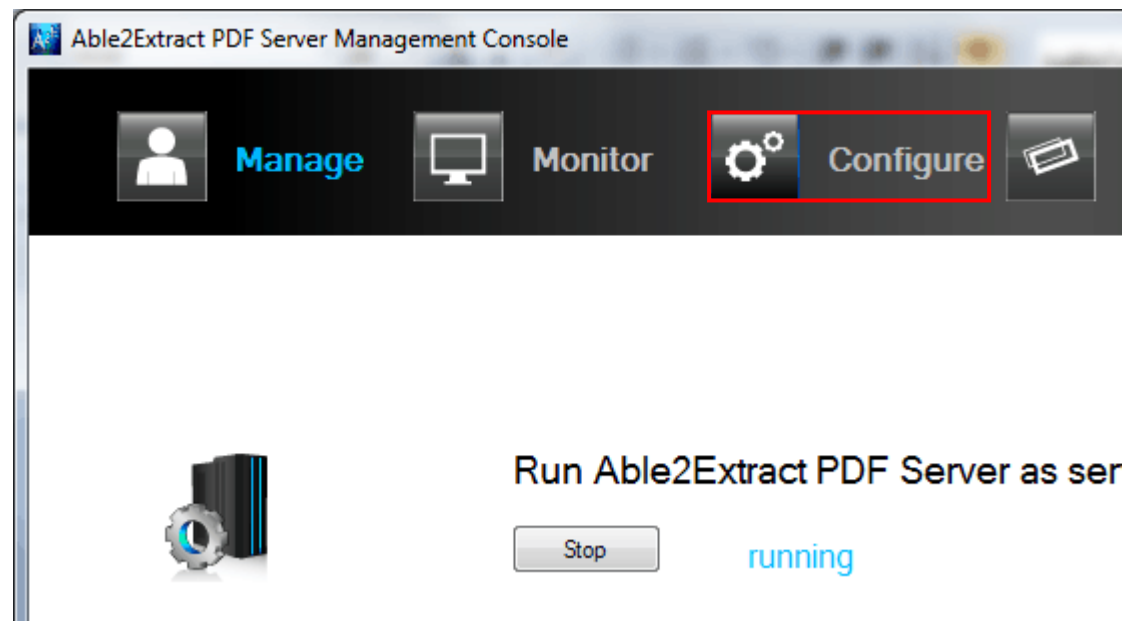 Able2Extract PDF Server Management Console
Manage Monitor Configure
Run Able2Extract PDF Server as ser
Stop running